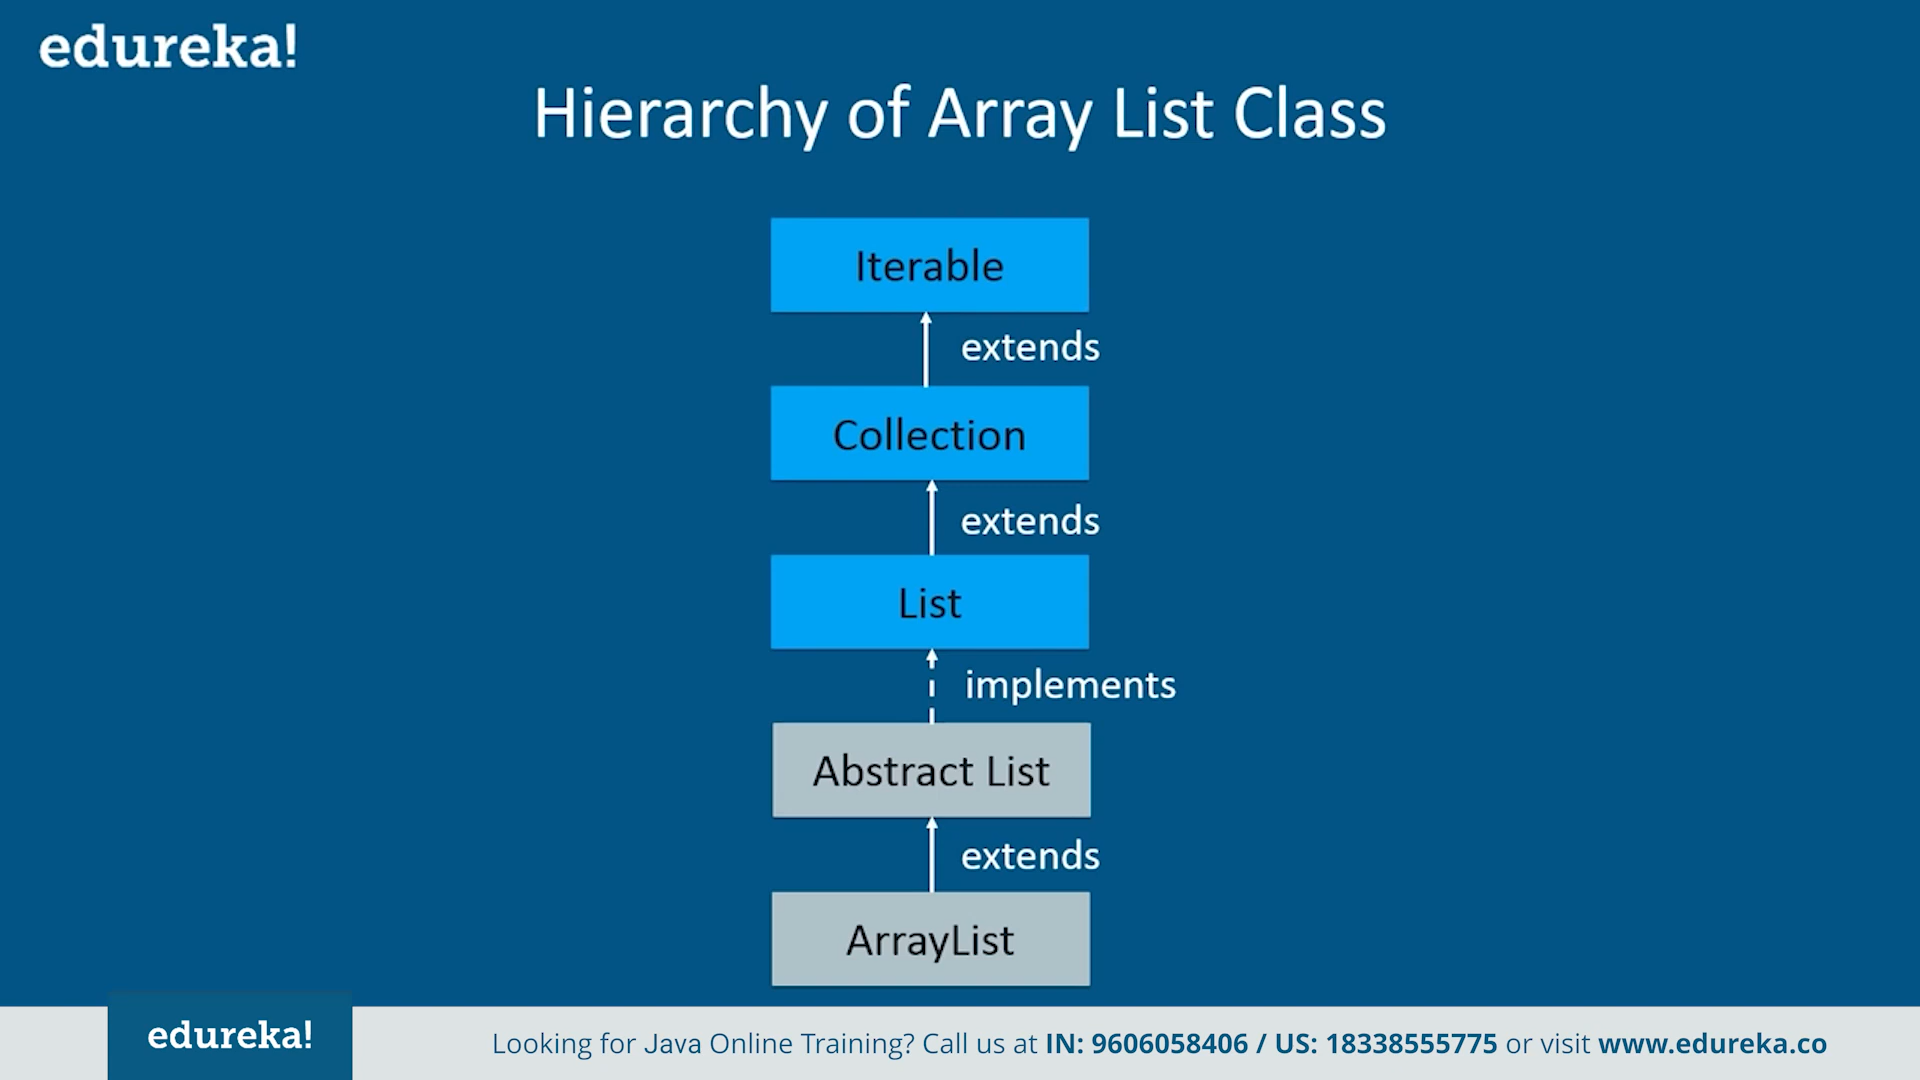 edureka!
Hierarchy of Array List Class
Iterable
extends
Collection
extends
List
implements
Abstract List
extends
ArrayList
edureka!
Looking for Java Online Training? Call us at IN: 9606058406 / US: 18338555775 or visit www.edureka.co